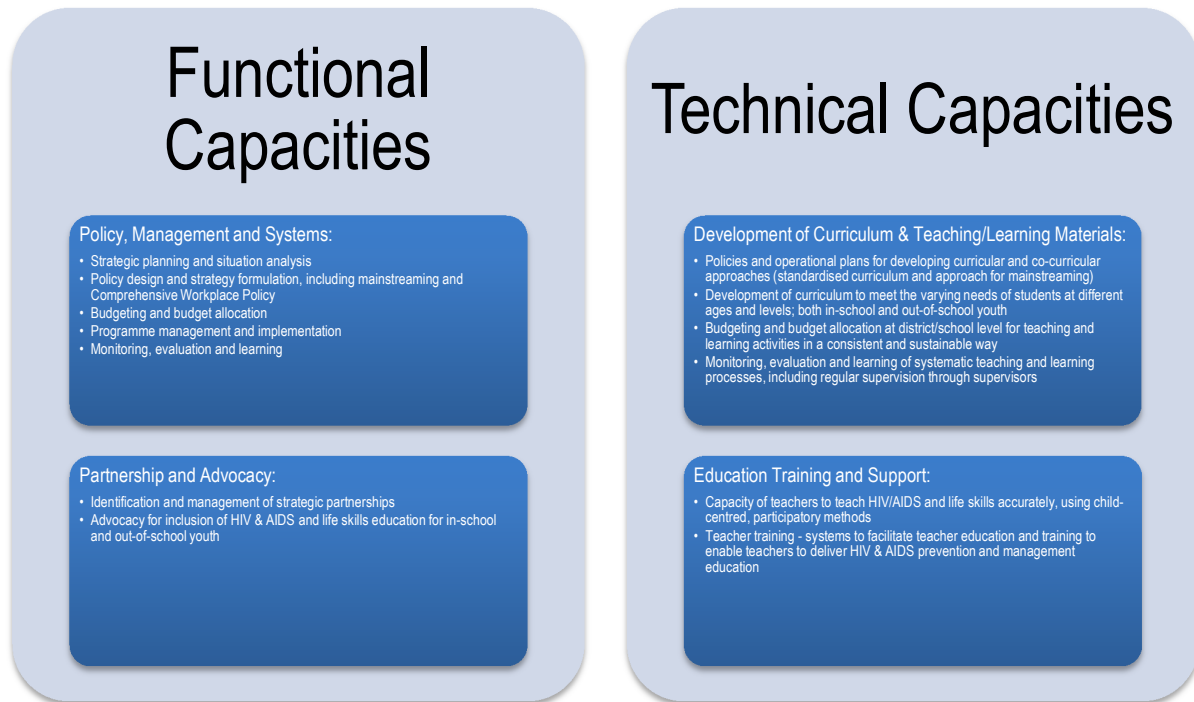 Functional
Capacities
Policy, Management and Systems:
• Strategic planning and situation analysis
• Policy design and strategy formulation, including mainstreaming and
Comprehensive Workplace Policy
• Budgeting and budget allocation
• Programme management and implementation
• Monitoring, evaluation and learning
Partnership and Advocacy:
• Identification and management of strategic partnerships
• Advocacy for inclusion of HIV & AIDS and life skills education for in-school
and out-of-school youth
Technical Capacities
Development of Curriculum & Teaching/Learning Materials:
• Policies and operational plans for developing curricular and co-curricular
approaches (standardised curriculum and approach for mainstreaming)
• Development of curriculum to meet the varying needs of students at different
ages and levels; both in-school and out-of-school youth
• Budgeting and budget allocation at district/school level for teaching and
learning activities in a consistent and sustainable way
• Monitoring, evaluation and learning of systematic teaching and learning
processes, including regular supervision through supervisors
Education Training and Support:
• Capacity of teachers to teach HIV/AIDS and life skills accurately, using child-
centred, participatory methods
• Teacher training - systems to facilitate teacher education and training to
enable teachers to deliver HIV & AIDS prevention and management
education